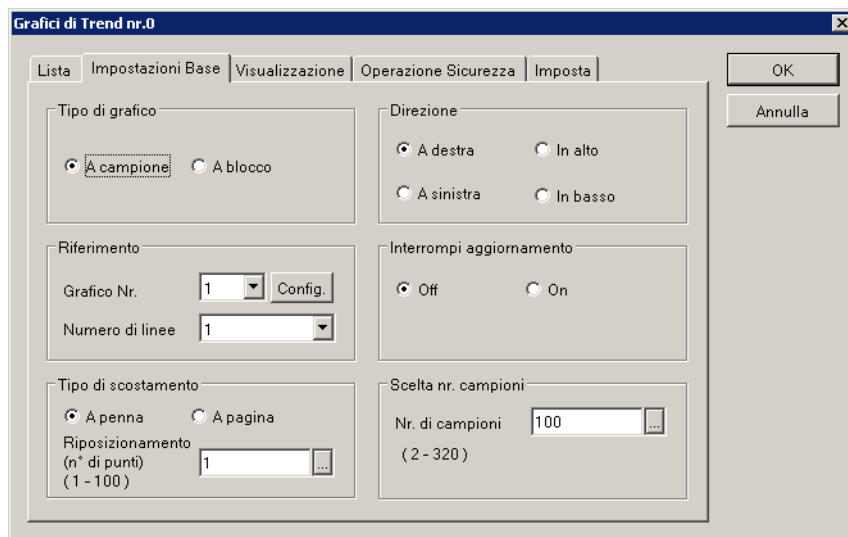 Grafici di Trend nr.0
Lista Impostazioni Base Visualizzazione Operazione Sicurezza Imposta
OK
Annulla
Tipo di grafico
A campione A blocco
Direzione
A destra In alto
A sinistra In basso
Riferimento
Grafico Nr. 1 Config.
Numero di linee 1
Interrompi aggiornamento
Off On
Tipo di scostamento
A penna A pagina
Riposizionamento
(n° di punti) 1 ...
( 1 - 100 )
Scelta nr. campioni
Nr. di campioni 100 ...
( 2 - 320 )